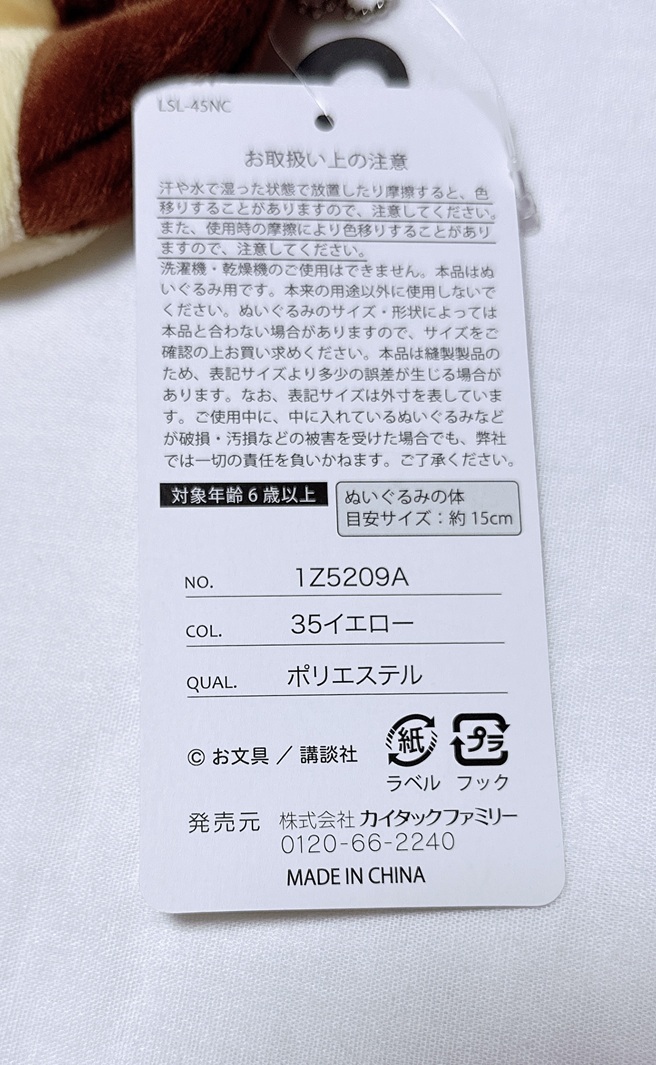 LSL-45NC
お取扱い上の注意
汗や水で湿った状態で放置したり摩擦すると、色
移りすることがありますので、注意してください。
また、使用時の摩擦により色移りすることがあり
ますので、注意してください。
洗濯機・乾燥機のご使用はできません。本品はぬ
いぐるみ用です。本来の用途以外に使用しないで
ください。ぬいぐるみのサイズ・形状によっては
本品と合わない場合がありますので、サイズをご
確認の上お買い求めください。本品は縫製製品の
ため、表記サイズより多少の誤差が生じる場合が
あります。なお、表記サイズは外寸を表していま
す。ご使用中に、中に入れているぬいぐるみなど
が破損・汚損などの被害を受けた場合でも、弊社
では一切の責任を負いかねます。ご了承ください。
対象年齢6歳以上
ぬいぐるみの体
目安サイズ：約15cm
NO. 1Z5209A
COL. 35イエロー
QUAL. ポリエステル
© お文具／講談社
紙 プラ
ラベル フック
発売元 株式会社カイタックファミリー
0120-66-2240
MADE IN CHINA